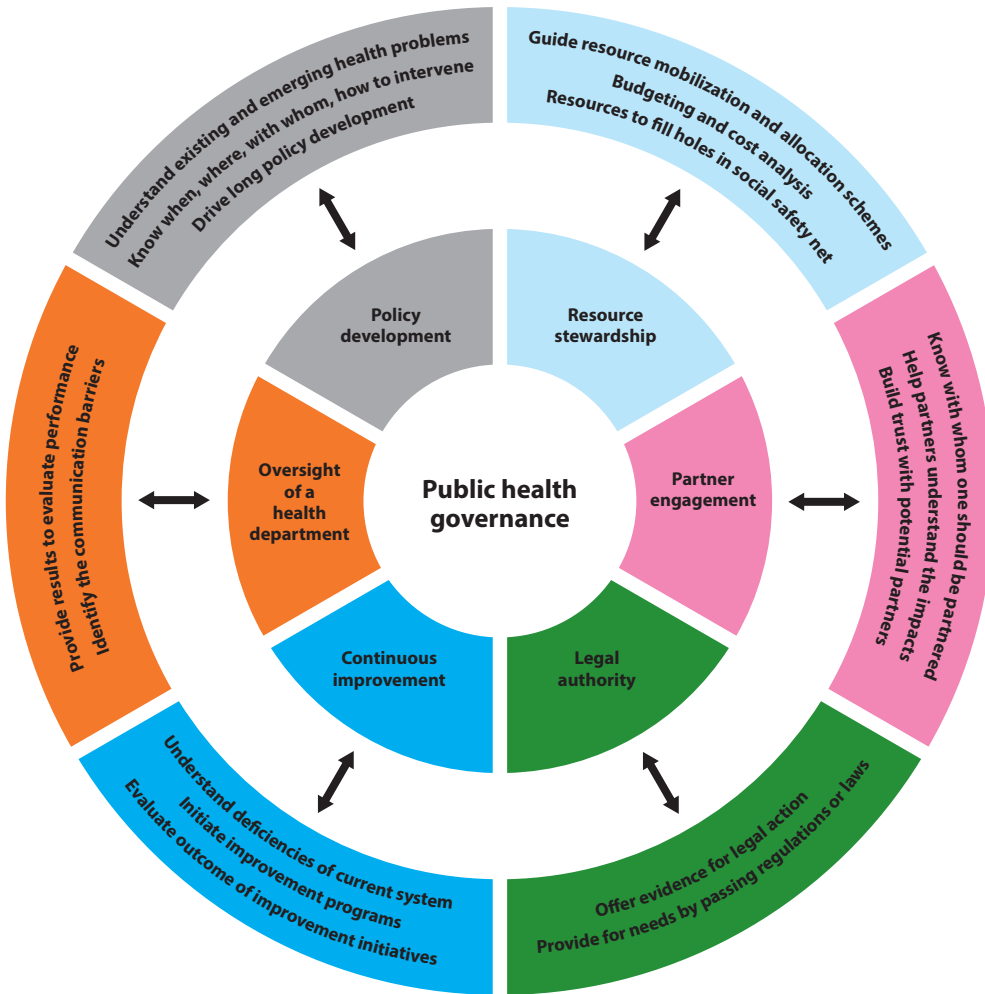 Understand existing and emerging health problems
Know when, where, with whom, how to intervene
Drive long policy development
Guide resource mobilization and allocation schemes
Budgeting and cost analysis
Resources to fill holes in social safety net
Policy
development
Resource
stewardship
Provide results to evaluate performance
Identify the communication barriers
Oversight
of a
health
department
Public health
governance
Partner
engagement
Know with whom one should be partnered
Help partners understand the impacts
Build trust with potential partners
Continuous
improvement
Legal
authority
Understand deficiencies of current system
Initiate improvement programs
Evaluate outcome of improvement initiatives
Offer evidence for legal action
Provide for needs by passing regulations or laws